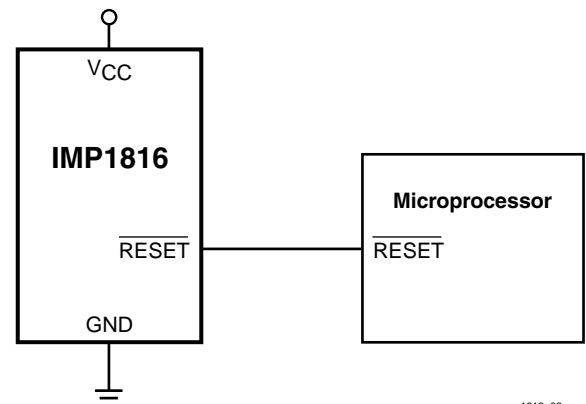 VCC
IMP1816
Microprocessor
RESET RESET
GND